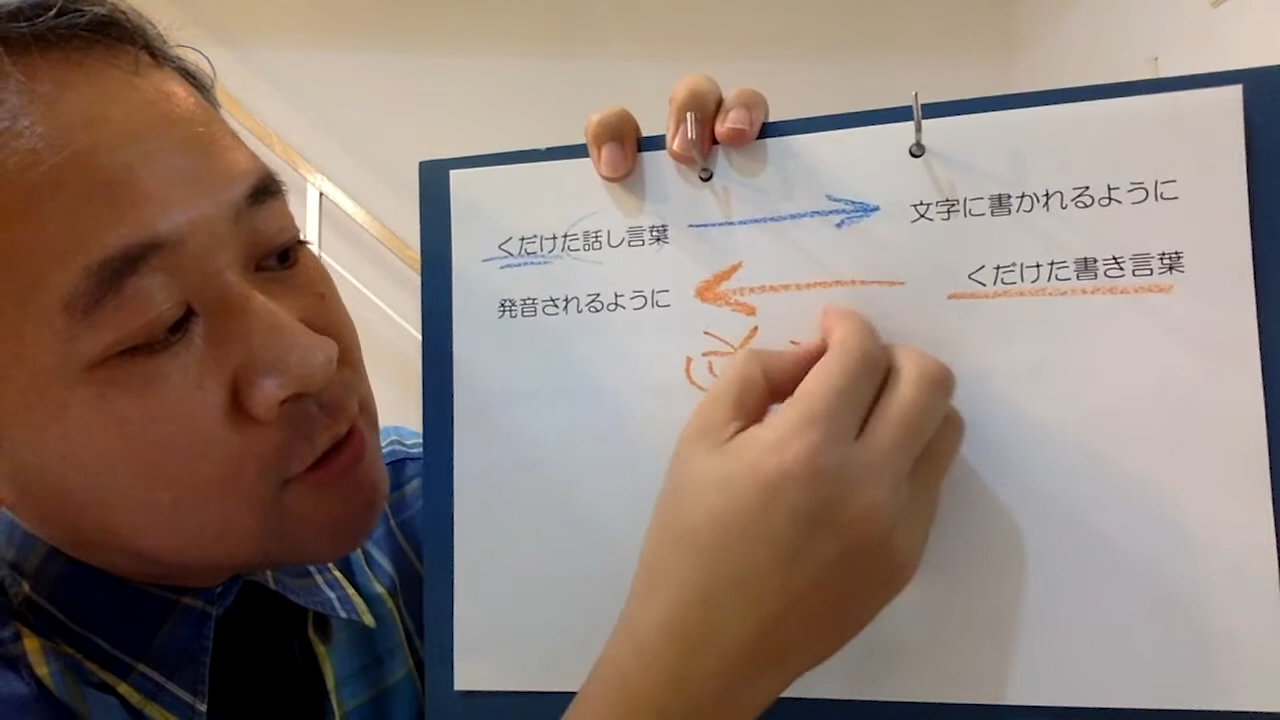 くだけた話し言葉
文字に書かれるように
発音されるように
くだけた書き言葉